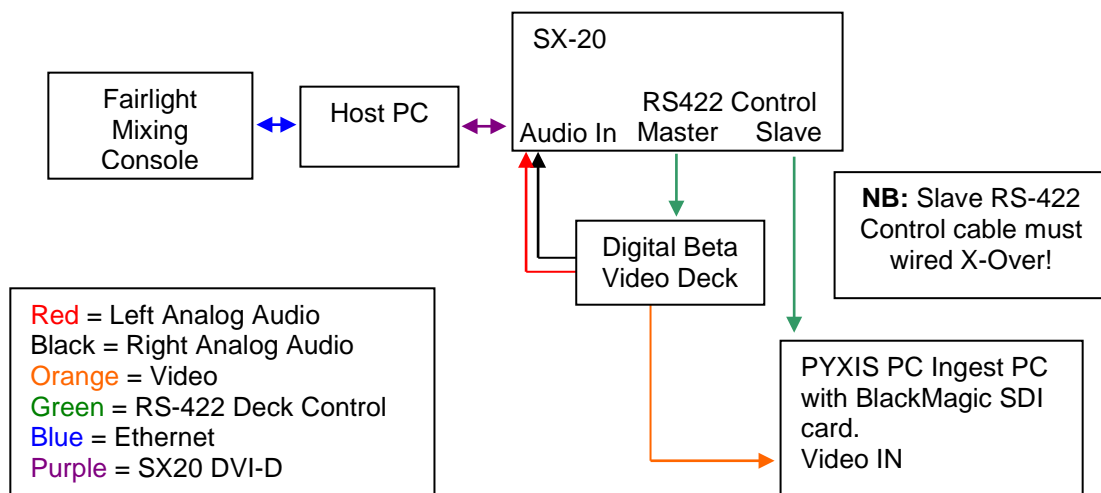 SX-20
Fairlight
Mixing
Console
Host PC
RS422 Control
Audio In Master Slave
NB: Slave RS-422
Control cable must
wired X-Over!
Digital Beta
Video Deck
Red = Left Analog Audio
Black = Right Analog Audio
Orange = Video
Green = RS-422 Deck Control
Blue = Ethernet
Purple = SX20 DVI-D
PYXIS PC Ingest PC
with BlackMagic SDI
card.
Video IN